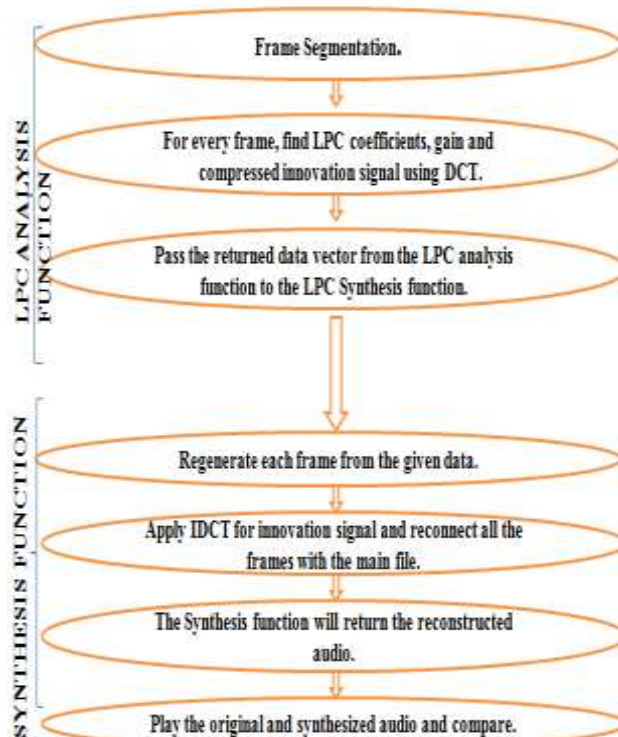 LPC ANALYSIS
FUNCTION
Frame Segmentation.
For every frame, find LPC coefficients, gain and
compressed innovation signal using DCT.
Pass the returned data vector from the LPC analysis
function to the LPC Synthesis function.
SYNTHESIS FUNCTION
Regenerate each frame from the given data.
Apply IDCT for innovation signal and reconnect all the
frames with the main file.
The Synthesis function will return the reconstructed
audio.
Play the original and synthesized audio and compare.